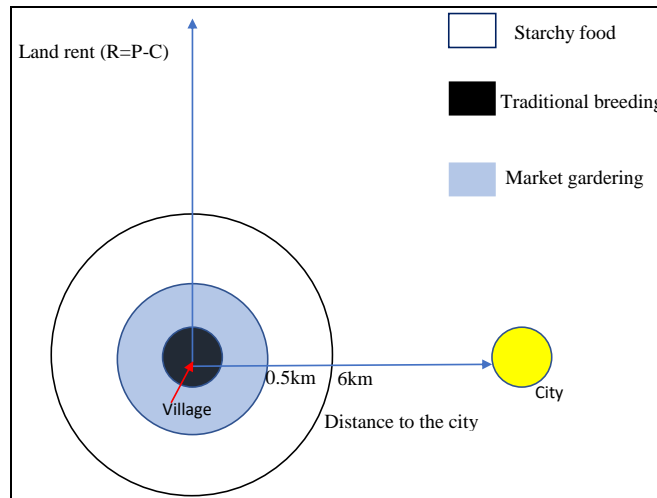 Land rent (R=P-C)
Starchy food
Traditional breeding
Market gardering
0.5km
6km
Village
City
Distance to the city